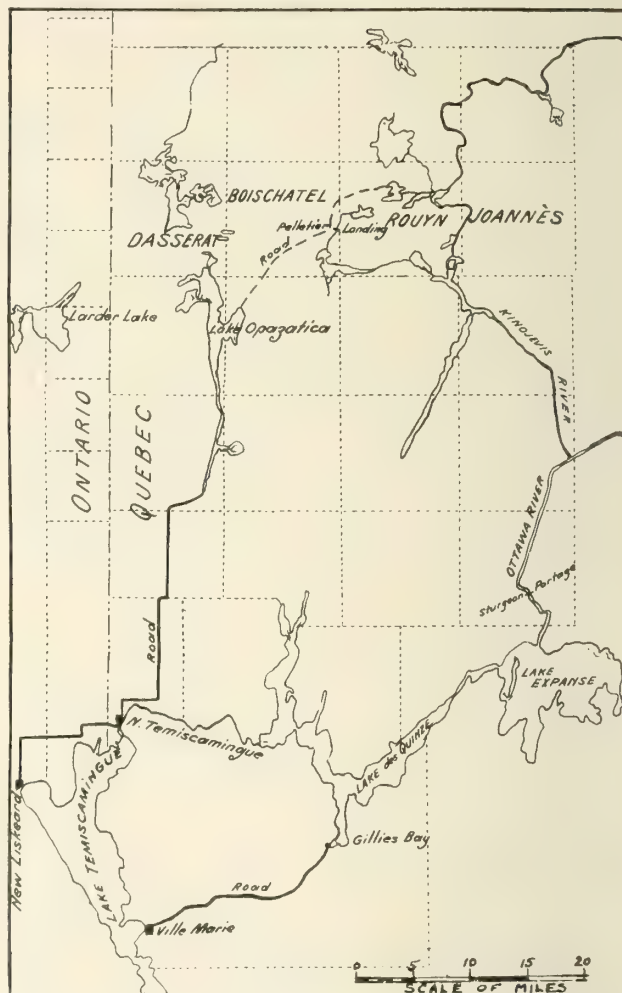 BOISCHATEL
Pelletier Landing
ROUYN
JOANNÈS
DASSERAT
Road
Larder Lake
Lake Opazatica
KINOJEVIS
RIVER
ONTARIO
QUEBEC
OTTAWA RIVER
Sturgeon Portage
Road
LAKE
EXPANSE
N. Temiscamingue
LAKE des QUINZE
New Liskeard
LAKE TEMISCAMINGUE
Gillies Bay
Road
Ville Marie
0 5 10 15 20
SCALE OF MILES